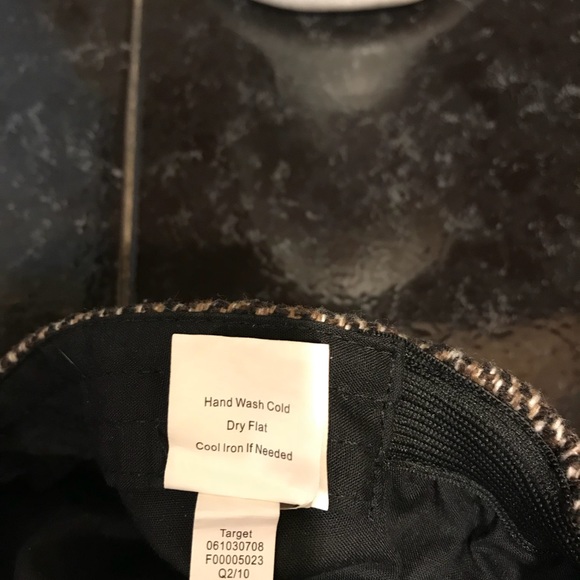 Hand Wash Cold
Dry Flat
Cool Iron If Needed
Target
061030708
F00005023
Q2/10